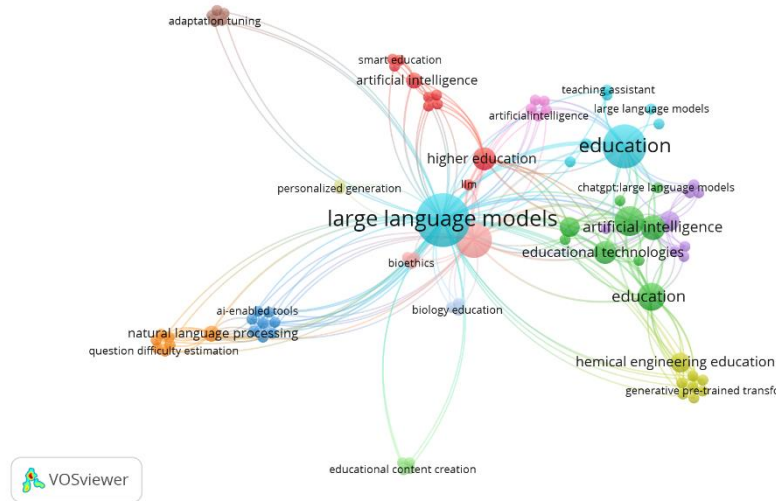 adaptation tuning
smart education
artificial intelligence
teaching assistant
large language models
artificialintelligence
education
higher education
llm
personalized generation
chatgpt;large language models
large language models
artificial intelligence
educational technologies
bioethics
education
biology education
ai-enabled tools
natural language processing
question difficulty estimation
hemical engineering education
generative pre-trained transfo
educational content creation
VOSviewer